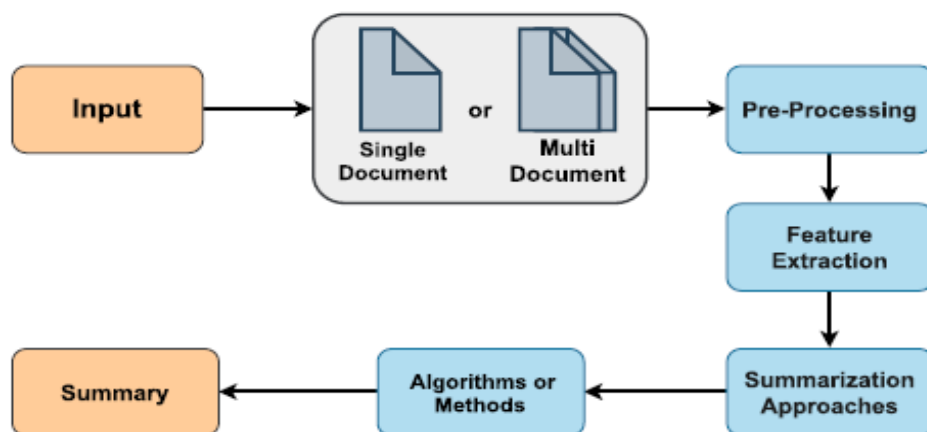 Input
Single
Document
or
Multi
Document
Pre-Processing
Feature
Extraction
Summarization
Approaches
Algorithms or
Methods
Summary